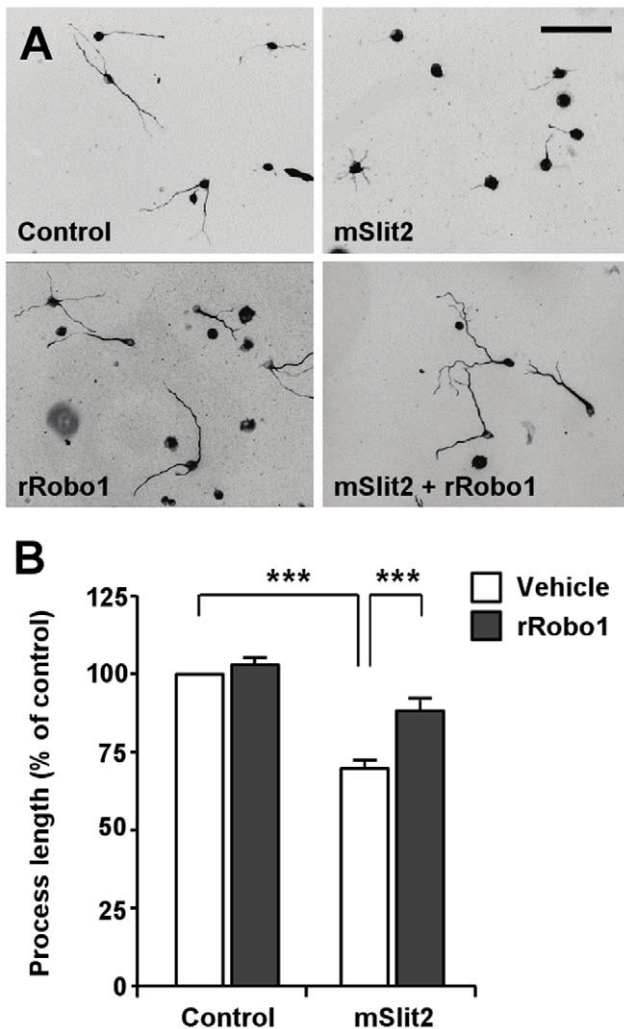 A
Control
mSlit2
rRobo1
mSlit2 + rRobo1
B
*** ***
Vehicle
rRobo1
Process length (% of control)
125
100
75
50
25
0
Control mSlit2